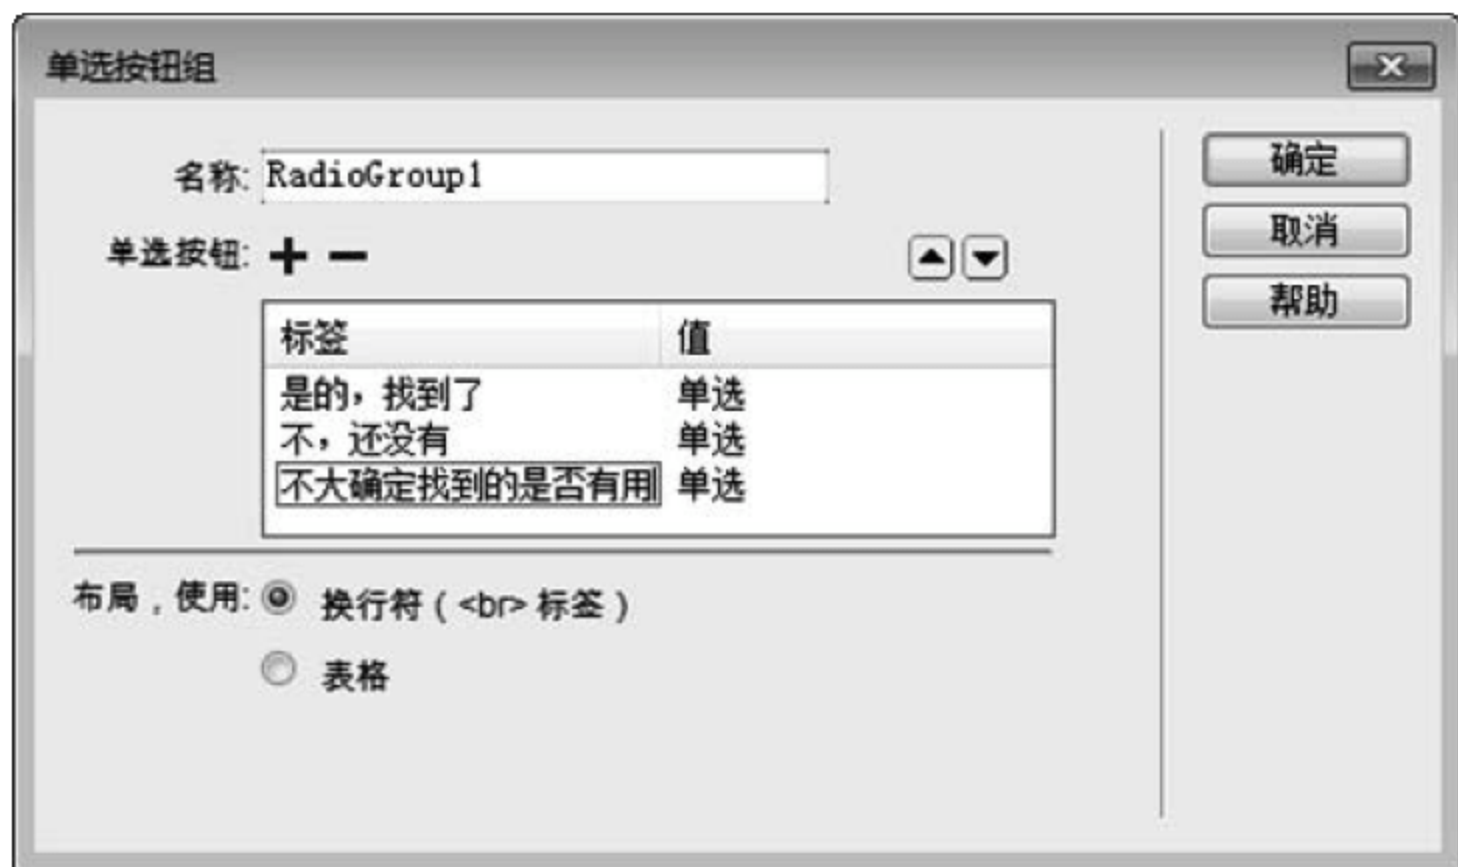 单选按钮组
名称: RadioGroup1
确定
单选按钮:
取消
帮助
标签 值
是的，找到了 单选
不，还没有 单选
不大确定找到的是否有用 单选
布局，使用: 换行符（<br> 标签）
表格